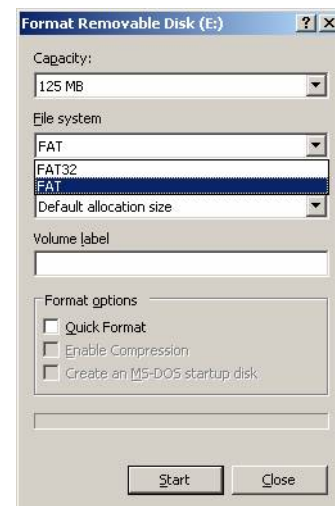 Format Removable Disk (E:)
Capacity:
125 MB
File system
FAT
FAT32
FAT
Default allocation size
Volume label
Format options
Quick Format
Enable Compression
Create an MS-DOS startup disk
Start
Close